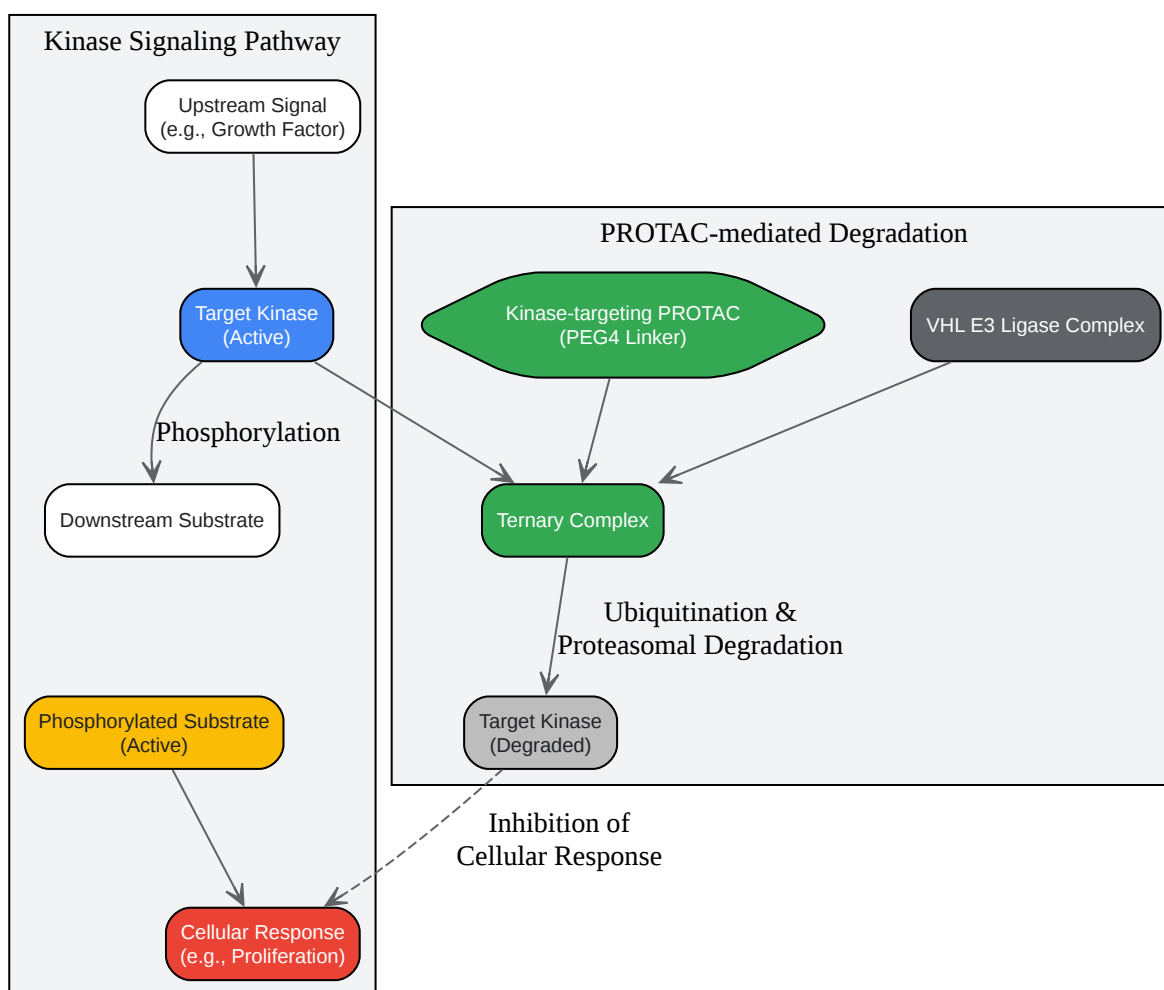 Kinase Signaling Pathway
Upstream Signal
(e.g., Growth Factor)
PROTAC-mediated Degradation
Target Kinase
(Active)
Kinase-targeting PROTAC
(PEG4 Linker)
VHL E3 Ligase Complex
Phosphorylation
Downstream Substrate
Ternary Complex
Ubiquitination &
Proteasomal Degradation
Phosphorylated Substrate
(Active)
Target Kinase
(Degraded)
Inhibition of
Cellular Response
Cellular Response
(e.g., Proliferation)